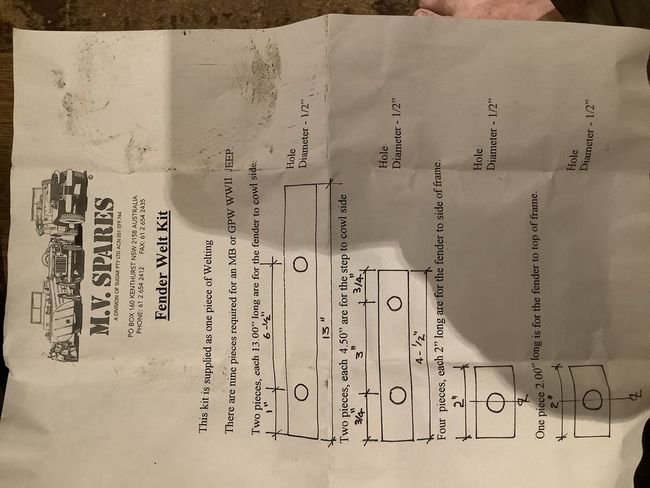 M.V. SPARES
A DIVISION OF SUDAR PTY LTD ACN 051 079 764
PO BOX 160 KENTHURST NSW 2158 AUSTRALIA
PHONE: 61 2 654 2412 FAX: 61 2 654 2435
Fender Welt Kit
This kit is supplied as one piece of Welting
There are nine pieces required for an MB or GPW WWII JEEP.
Two pieces, each 13.00" long are for the fender to cowl side.
1" 6-½"
Hole
Diameter - 1/2"
13"
Two pieces, each 4.50" are for the step to cowl side
3/4" 3" 3/4"
Hole
Diameter - 1/2"
4-½"
Four pieces, each 2" long are for the fender to side of frame.
2"
Hole
Diameter - 1/2"
One piece 2.00" long is for the fender to top of frame.
2"
Hole
Diameter - 1/2"